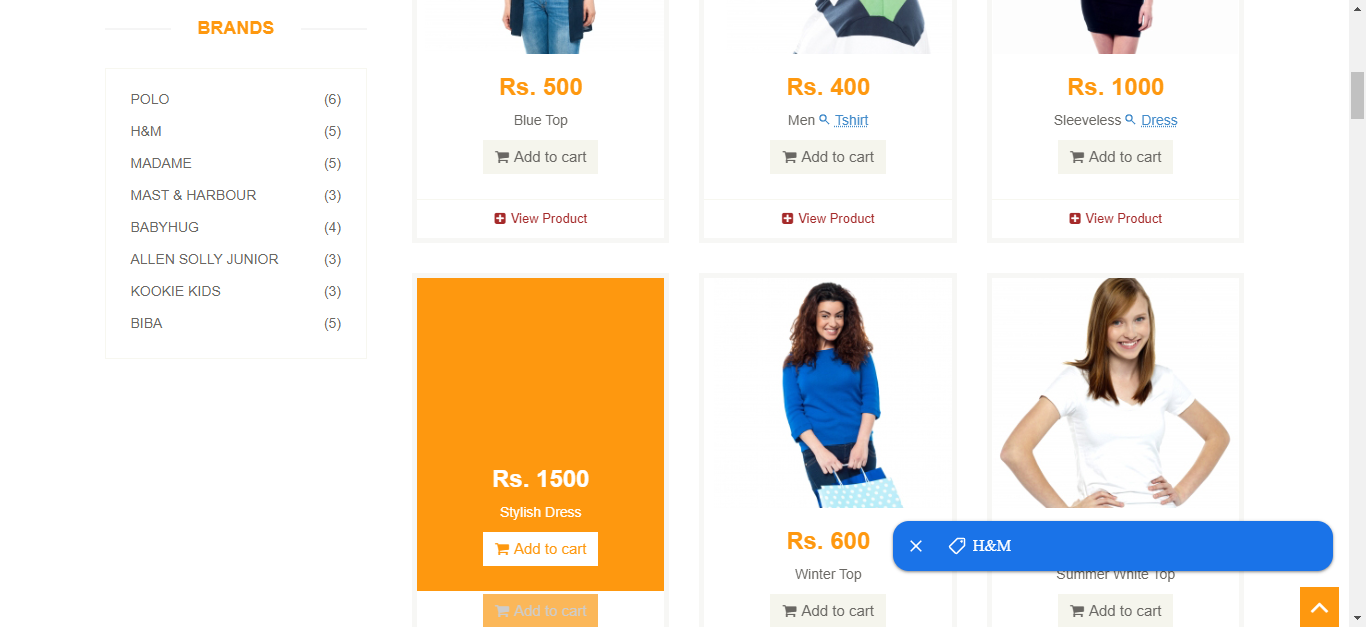 BRANDS
POLO (6)
H&M (5)
MADAME (5)
MAST & HARBOUR (3)
BABYHUG (4)
ALLEN SOLLY JUNIOR (3)
KOOKIE KIDS (3)
BIBA (5)
Rs. 500
Blue Top
Add to cart
View Product
Rs. 400
Men Tshirt
Add to cart
View Product
Rs. 1000
Sleeveless Dress
Add to cart
View Product
Rs. 1500
Stylish Dress
Add to cart
Add to cart
Rs. 600
Winter Top
Add to cart
Summer White Top
Add to cart
H&M